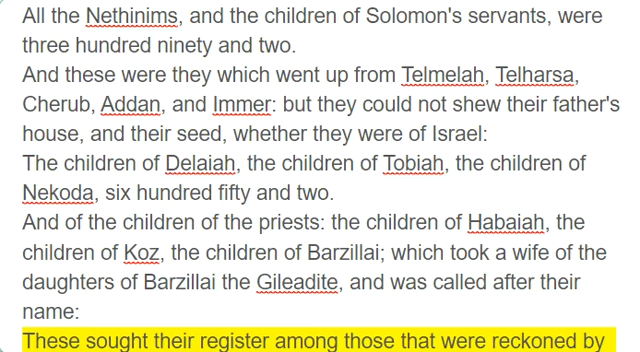 All the Nethinims, and the children of Solomon's servants, were
three hundred ninety and two.
And these were they which went up from Telmelah, Telharsa,
Cherub, Addan, and Immer: but they could not shew their father's
house, and their seed, whether they were of Israel:
The children of Delaiah, the children of Tobiah, the children of
Nekoda, six hundred fifty and two.
And of the children of the priests: the children of Habaiah, the
children of Koz, the children of Barzillai; which took a wife of the
daughters of Barzillai the Gileadite, and was called after their
name:
These sought their register among those that were reckoned by